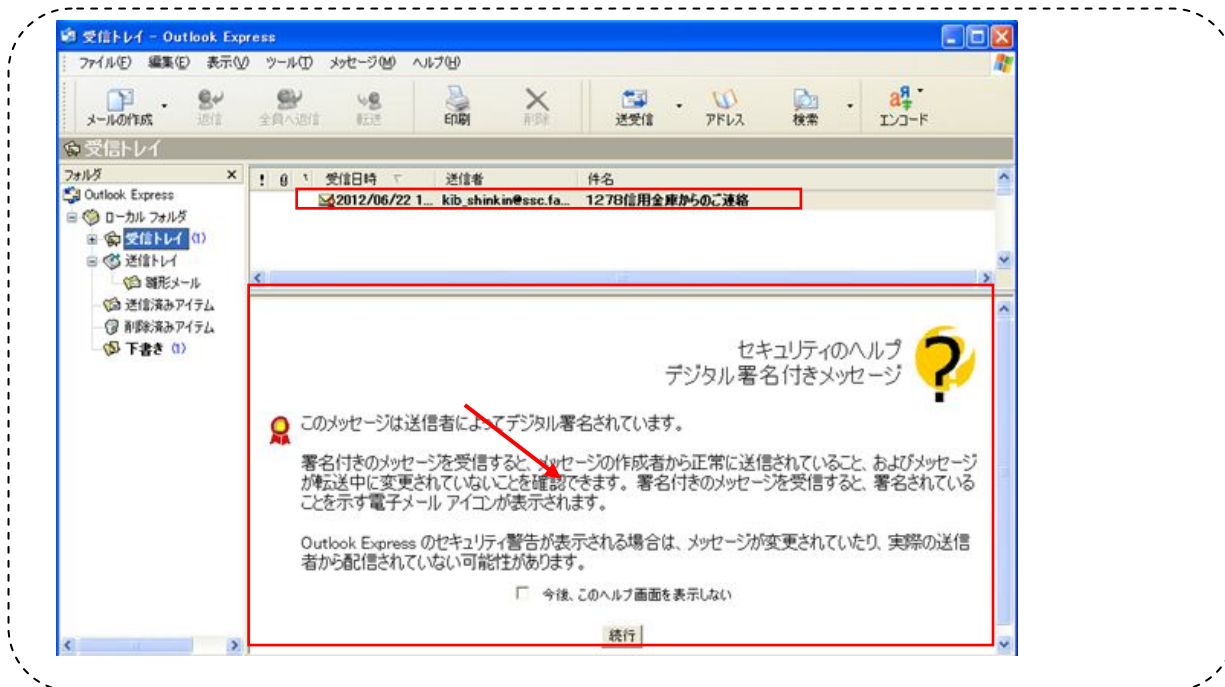 受信トレイ - Outlook Express
ファイル(F) 編集(E) 表示(V) ツール(T) メッセージ(M) ヘルプ(H)
メールの作成 返信 全員へ返信 転送 印刷 削除 送受信 アドレス 検索 エンコード
受信トレイ
フォルダ ×
Outlook Express
ローカル フォルダ
受信トレイ (1)
送信トレイ
雛形メール
送信済みアイテム
削除済みアイテム
下書き (1)
! 受信日時 送信者 件名
2012/06/22 1... kib_shinkin@ssc.fa... 1278信用金庫からのご連絡
セキュリティのヘルプ
デジタル署名付きメッセージ
このメッセージは送信者によってデジタル署名されています。
署名付きのメッセージを受信すると、メッセージの作成者から正常に送信されていること、およびメッセージ
が転送中に変更されていないことを確認できます。署名付きのメッセージを受信すると、署名されている
ことを示す電子メール アイコンが表示されます。
Outlook Express のセキュリティ警告が表示される場合は、メッセージが変更されていたり、実際の送信
者から配信されていない可能性があります。
今後、このヘルプ画面を表示しない
続行